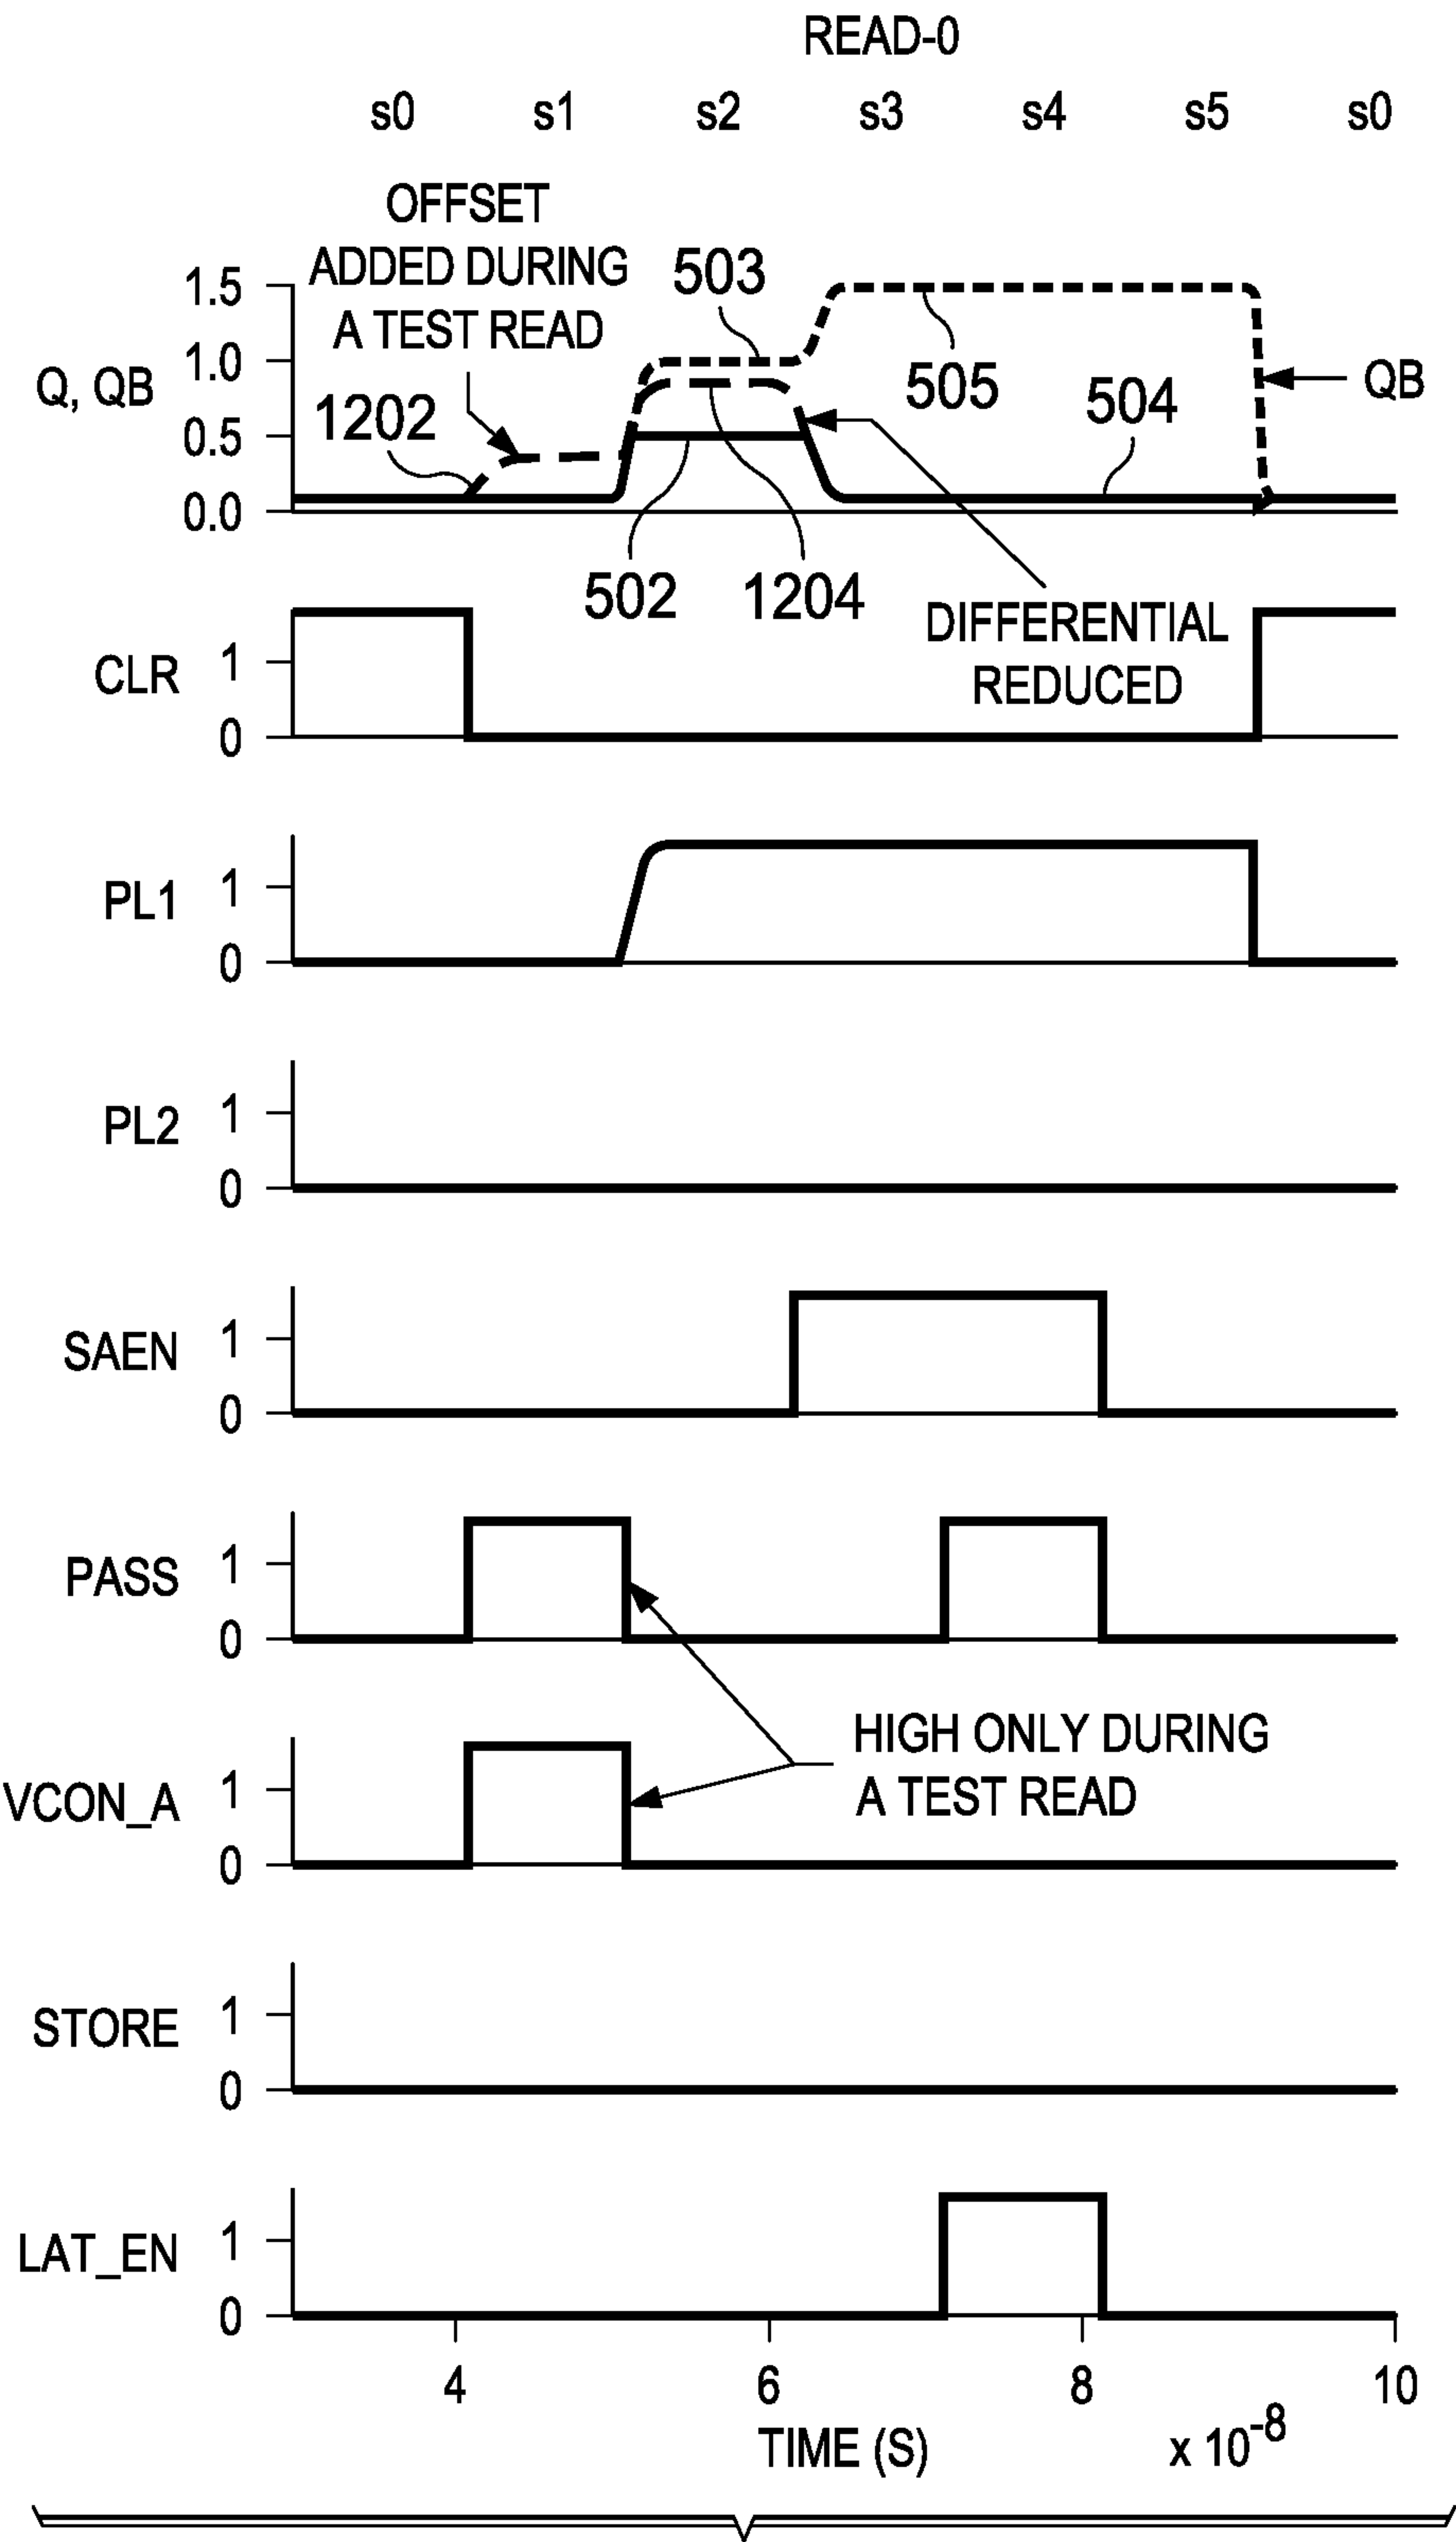 READ-0
s0 s1 s2 s3 s4 s5 s0
OFFSET
ADDED DURING
A TEST READ
503
1.5
1.0
0.5
0.0
Q, QB
1202
505
504
QB
502
1204
DIFFERENTIAL
REDUCED
CLR
1
0
PL1
1
0
PL2
1
0
SAEN
1
0
PASS
1
0
HIGH ONLY DURING
A TEST READ
VCON_A
1
0
STORE
1
0
LAT_EN
1
0
4 6 8 10
TIME (S)
x 10-8